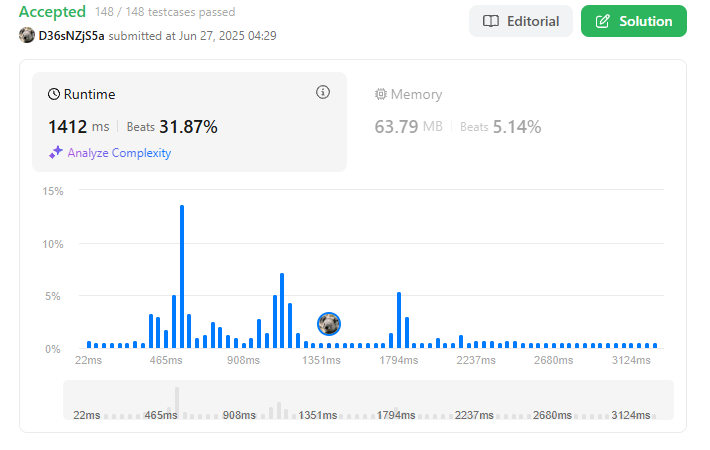 Accepted 148 / 148 testcases passed
D36sNZjS5a submitted at Jun 27, 2025 04:29
Editorial
Solution
Runtime
1412 ms Beats 31.87%
Analyze Complexity
Memory
63.79 MB Beats 5.14%
15%
10%
5%
0%
22ms 465ms 908ms 1351ms 1794ms 2237ms 2680ms 3124ms
22ms 465ms 908ms 1351ms 1794ms 2237ms 2680ms 3124ms